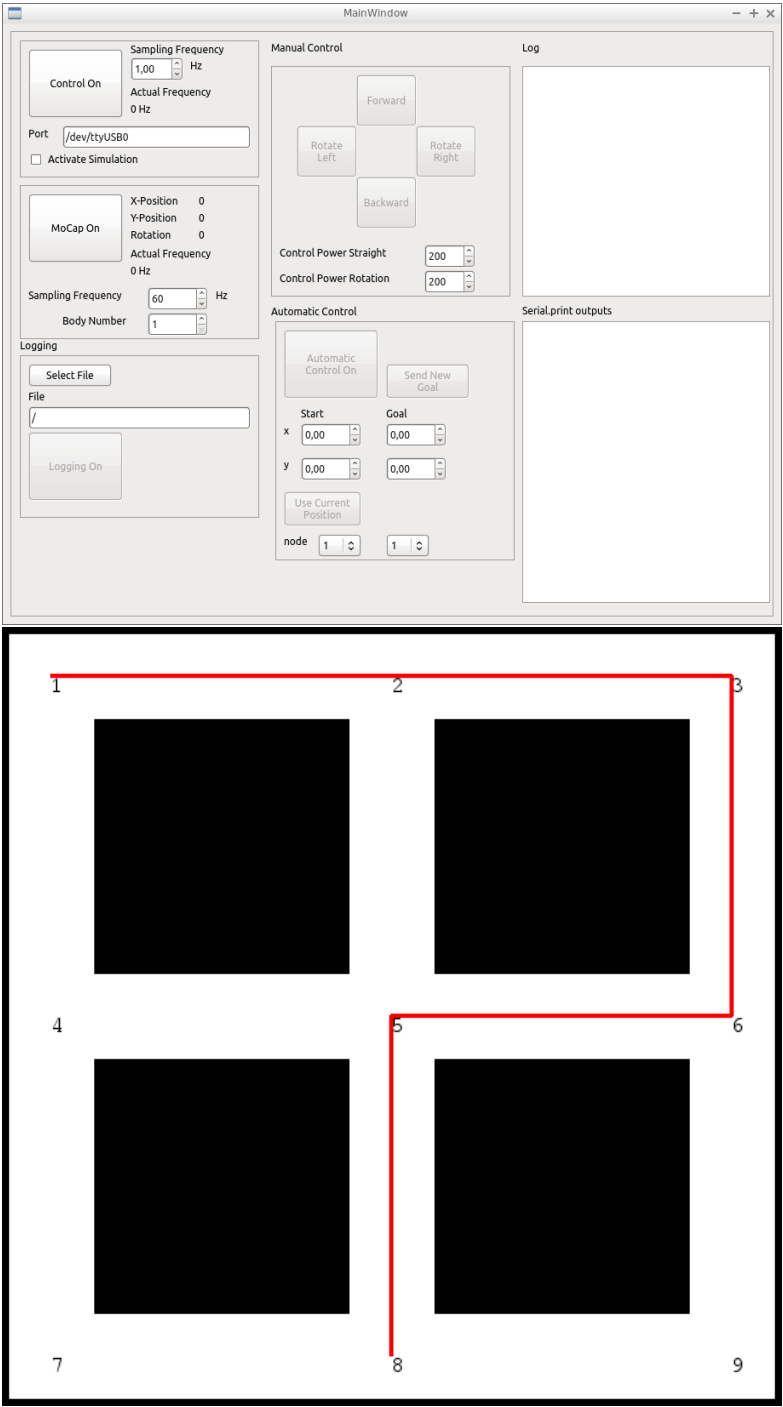 MainWindow
Control On
Sampling Frequency
1,00 Hz
Actual Frequency
0 Hz
Port /dev/ttyUSB0
Activate Simulation
MoCap On
X-Position 0
Y-Position 0
Rotation 0
Actual Frequency
0 Hz
Sampling Frequency 60 Hz
Body Number 1
Logging
Select File
File
/
Logging On
Manual Control
Forward
Rotate
Left
Rotate
Right
Backward
Control Power Straight 200
Control Power Rotation 200
Automatic Control
Automatic
Control On
Send New
Goal
Start Goal
x 0,00 0,00
y 0,00 0,00
Use Current
Position
node 1 1
Log
Serial.print outputs
1 2 3
4 5 6
7 8 9